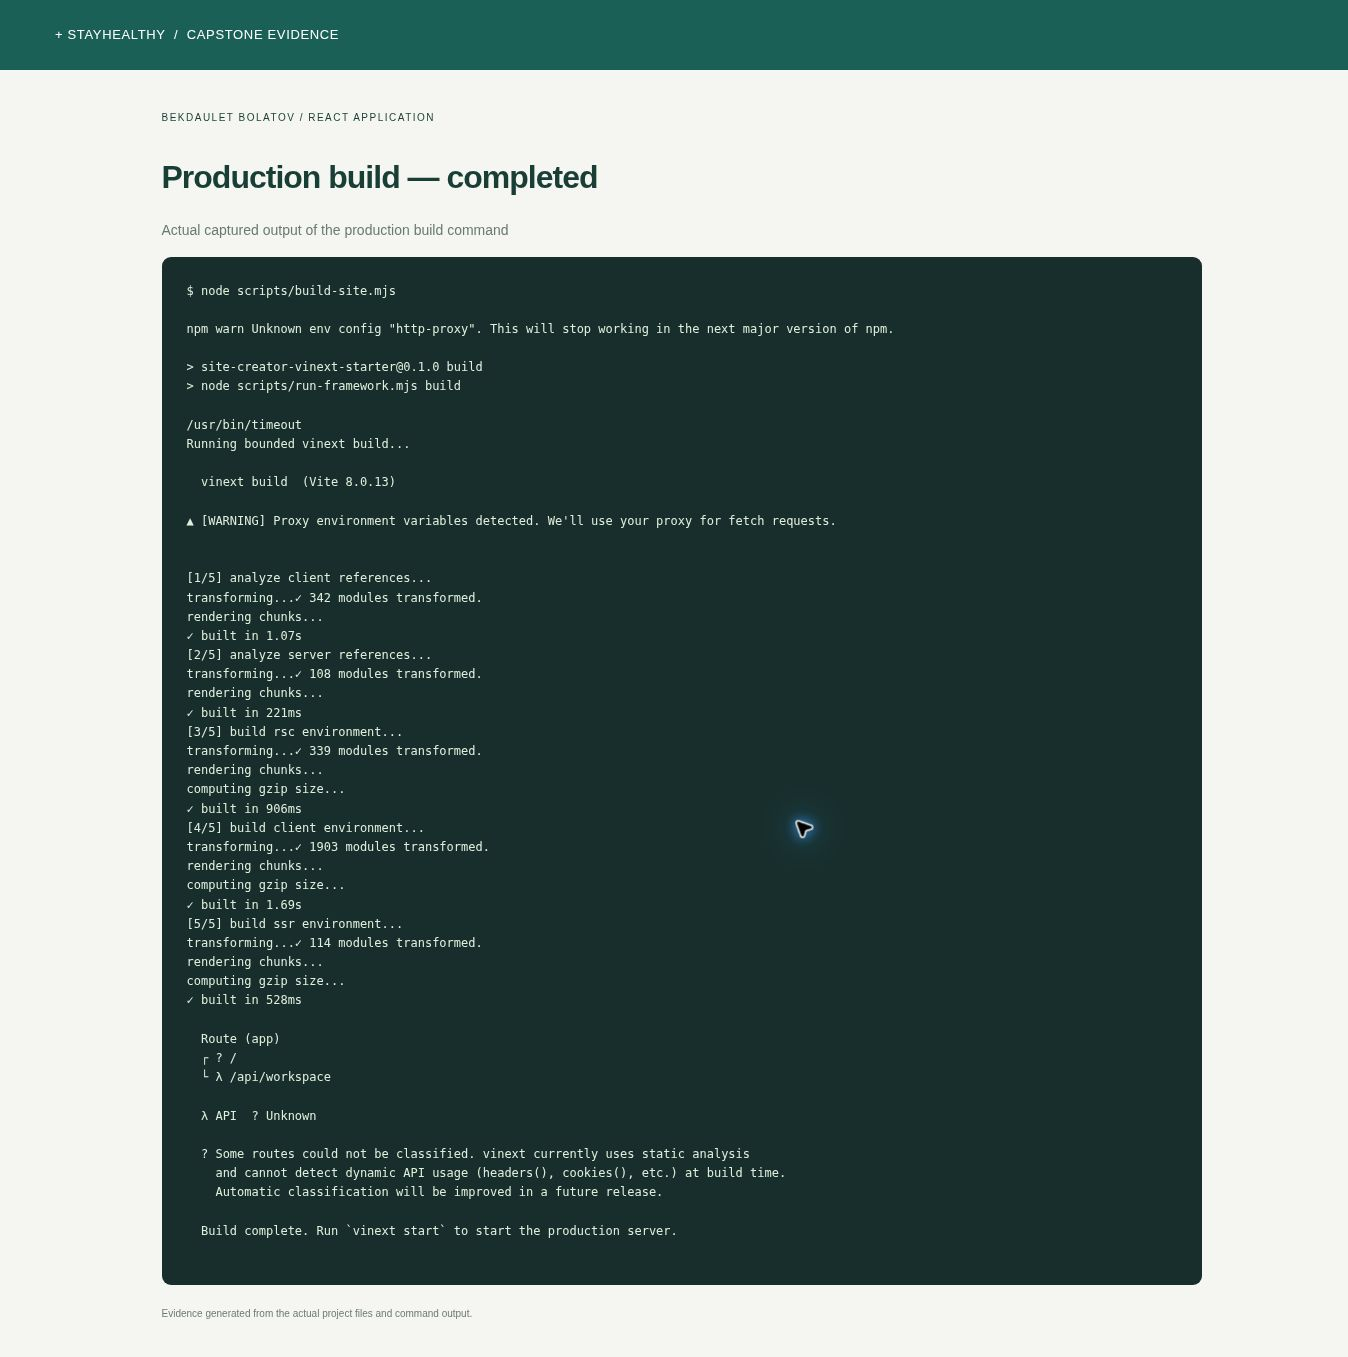 + STAYHEALTHY / CAPSTONE EVIDENCE
BEKDAULET BOLATOV / REACT APPLICATION
Production build — completed
Actual captured output of the production build command
$ node scripts/build-site.mjs
npm warn Unknown env config "http-proxy". This will stop working in the next major version of npm.
> site-creator-vinext-starter@0.1.0 build
> node scripts/run-framework.mjs build
/usr/bin/timeout
Running bounded vinext build...
vinext build  (Vite 8.0.13)
▲ [WARNING] Proxy environment variables detected. We'll use your proxy for fetch requests.
[1/5] analyze client references...
transforming...✓ 342 modules transformed.
rendering chunks...
✓ built in 1.07s
[2/5] analyze server references...
transforming...✓ 108 modules transformed.
rendering chunks...
✓ built in 221ms
[3/5] build rsc environment...
transforming...✓ 339 modules transformed.
rendering chunks...
computing gzip size...
✓ built in 906ms
[4/5] build client environment...
transforming...✓ 1903 modules transformed.
rendering chunks...
computing gzip size...
✓ built in 1.69s
[5/5] build ssr environment...
transforming...✓ 114 modules transformed.
rendering chunks...
computing gzip size...
✓ built in 528ms
Route (app)
┌ ? /
└ λ /api/workspace
λ API  ? Unknown
? Some routes could not be classified. vinext currently uses static analysis
and cannot detect dynamic API usage (headers(), cookies(), etc.) at build time.
Automatic classification will be improved in a future release.
Build complete. Run `vinext start` to start the production server.
Evidence generated from the actual project files and command output.